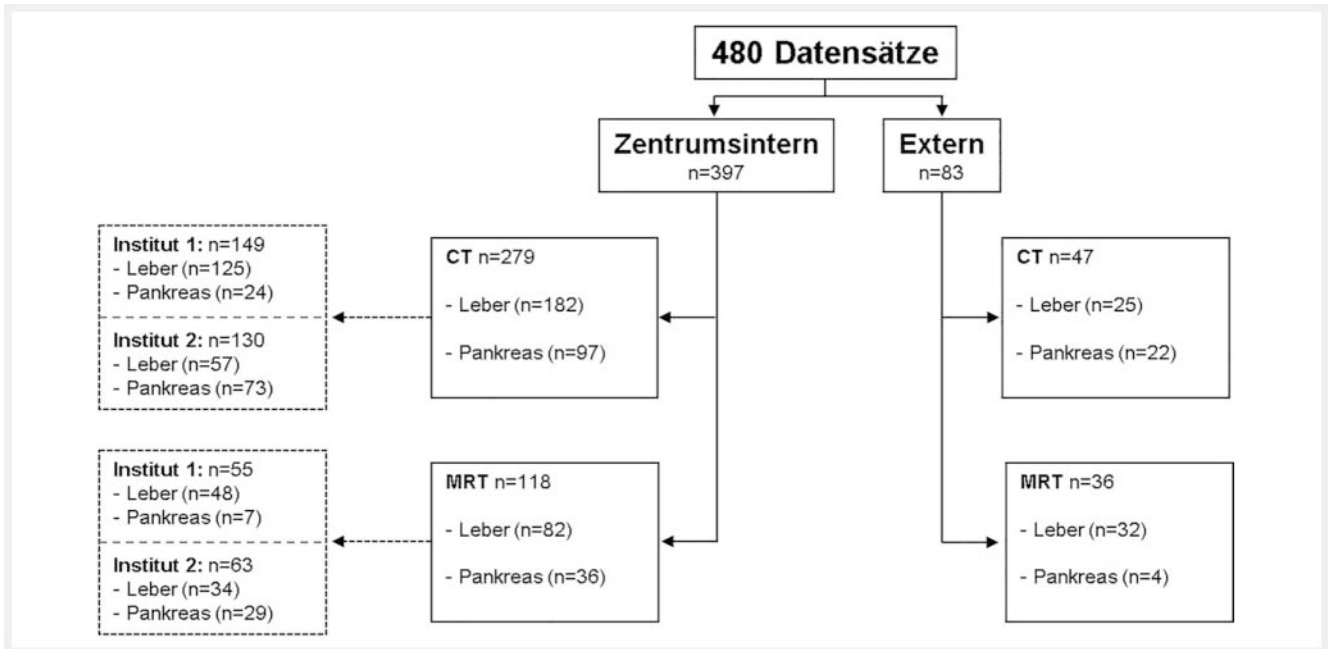 480 Datensätze
Zentrumsintern
n=397
Extern
n=83
Institut 1: n=149
- Leber (n=125)
- Pankreas (n=24)
Institut 2: n=130
- Leber (n=57)
- Pankreas (n=73)
CT n=279
- Leber (n=182)
- Pankreas (n=97)
CT n=47
- Leber (n=25)
- Pankreas (n=22)
Institut 1: n=55
- Leber (n=48)
- Pankreas (n=7)
Institut 2: n=63
- Leber (n=34)
- Pankreas (n=29)
MRT n=118
- Leber (n=82)
- Pankreas (n=36)
MRT n=36
- Leber (n=32)
- Pankreas (n=4)